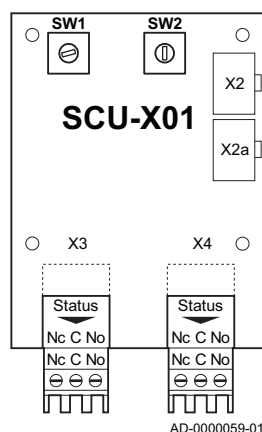 SW1 SW2
X2
SCU-X01
X2a
X3 X4
Status Status
Nc C No Nc C No
Nc C No Nc C No
AD-0000059-01